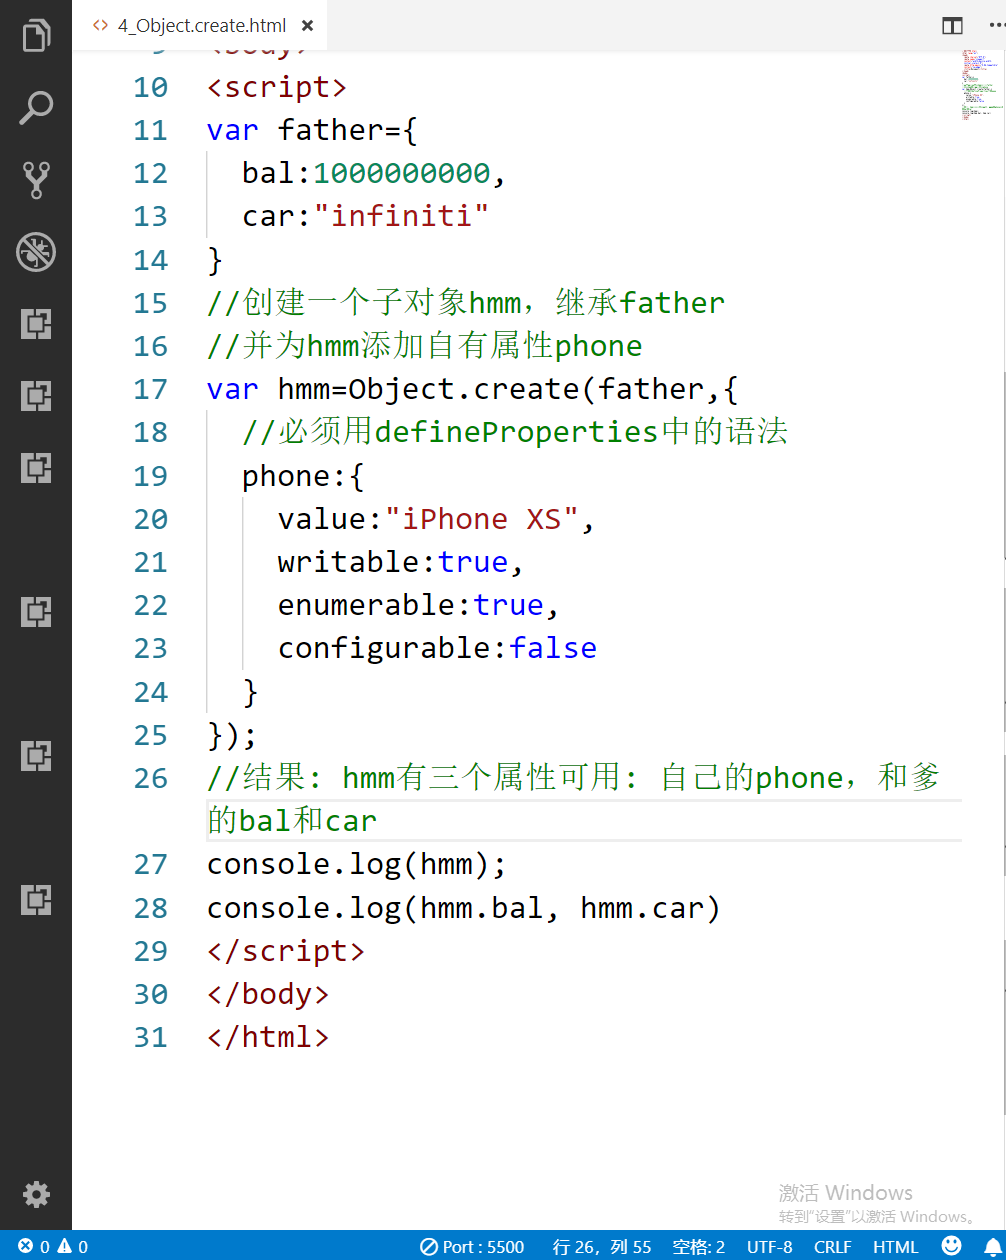 4_Object.create.html
9 <body>
10 <script>
11 var father={
12 bal:1000000000,
13 car:"infiniti"
14 }
15 //创建一个子对象hmm，继承father
16 //并为hmm添加自有属性phone
17 var hmm=Object.create(father,{
18 //必须用defineProperties中的语法
19 phone:{
20 value:"iPhone XS",
21 writable:true,
22 enumerable:true,
23 configurable:false
24 }
25 });
26 //结果：hmm有三个属性可用：自己的phone，和爹
的bal和car
27 console.log(hmm);
28 console.log(hmm.bal, hmm.car)
29 </script>
30 </body>
31 </html>
激活 Windows
转到"设置"以激活 Windows。
0 0 Port : 5500 行 26，列 55 空格: 2 UTF-8 CRLF HTML